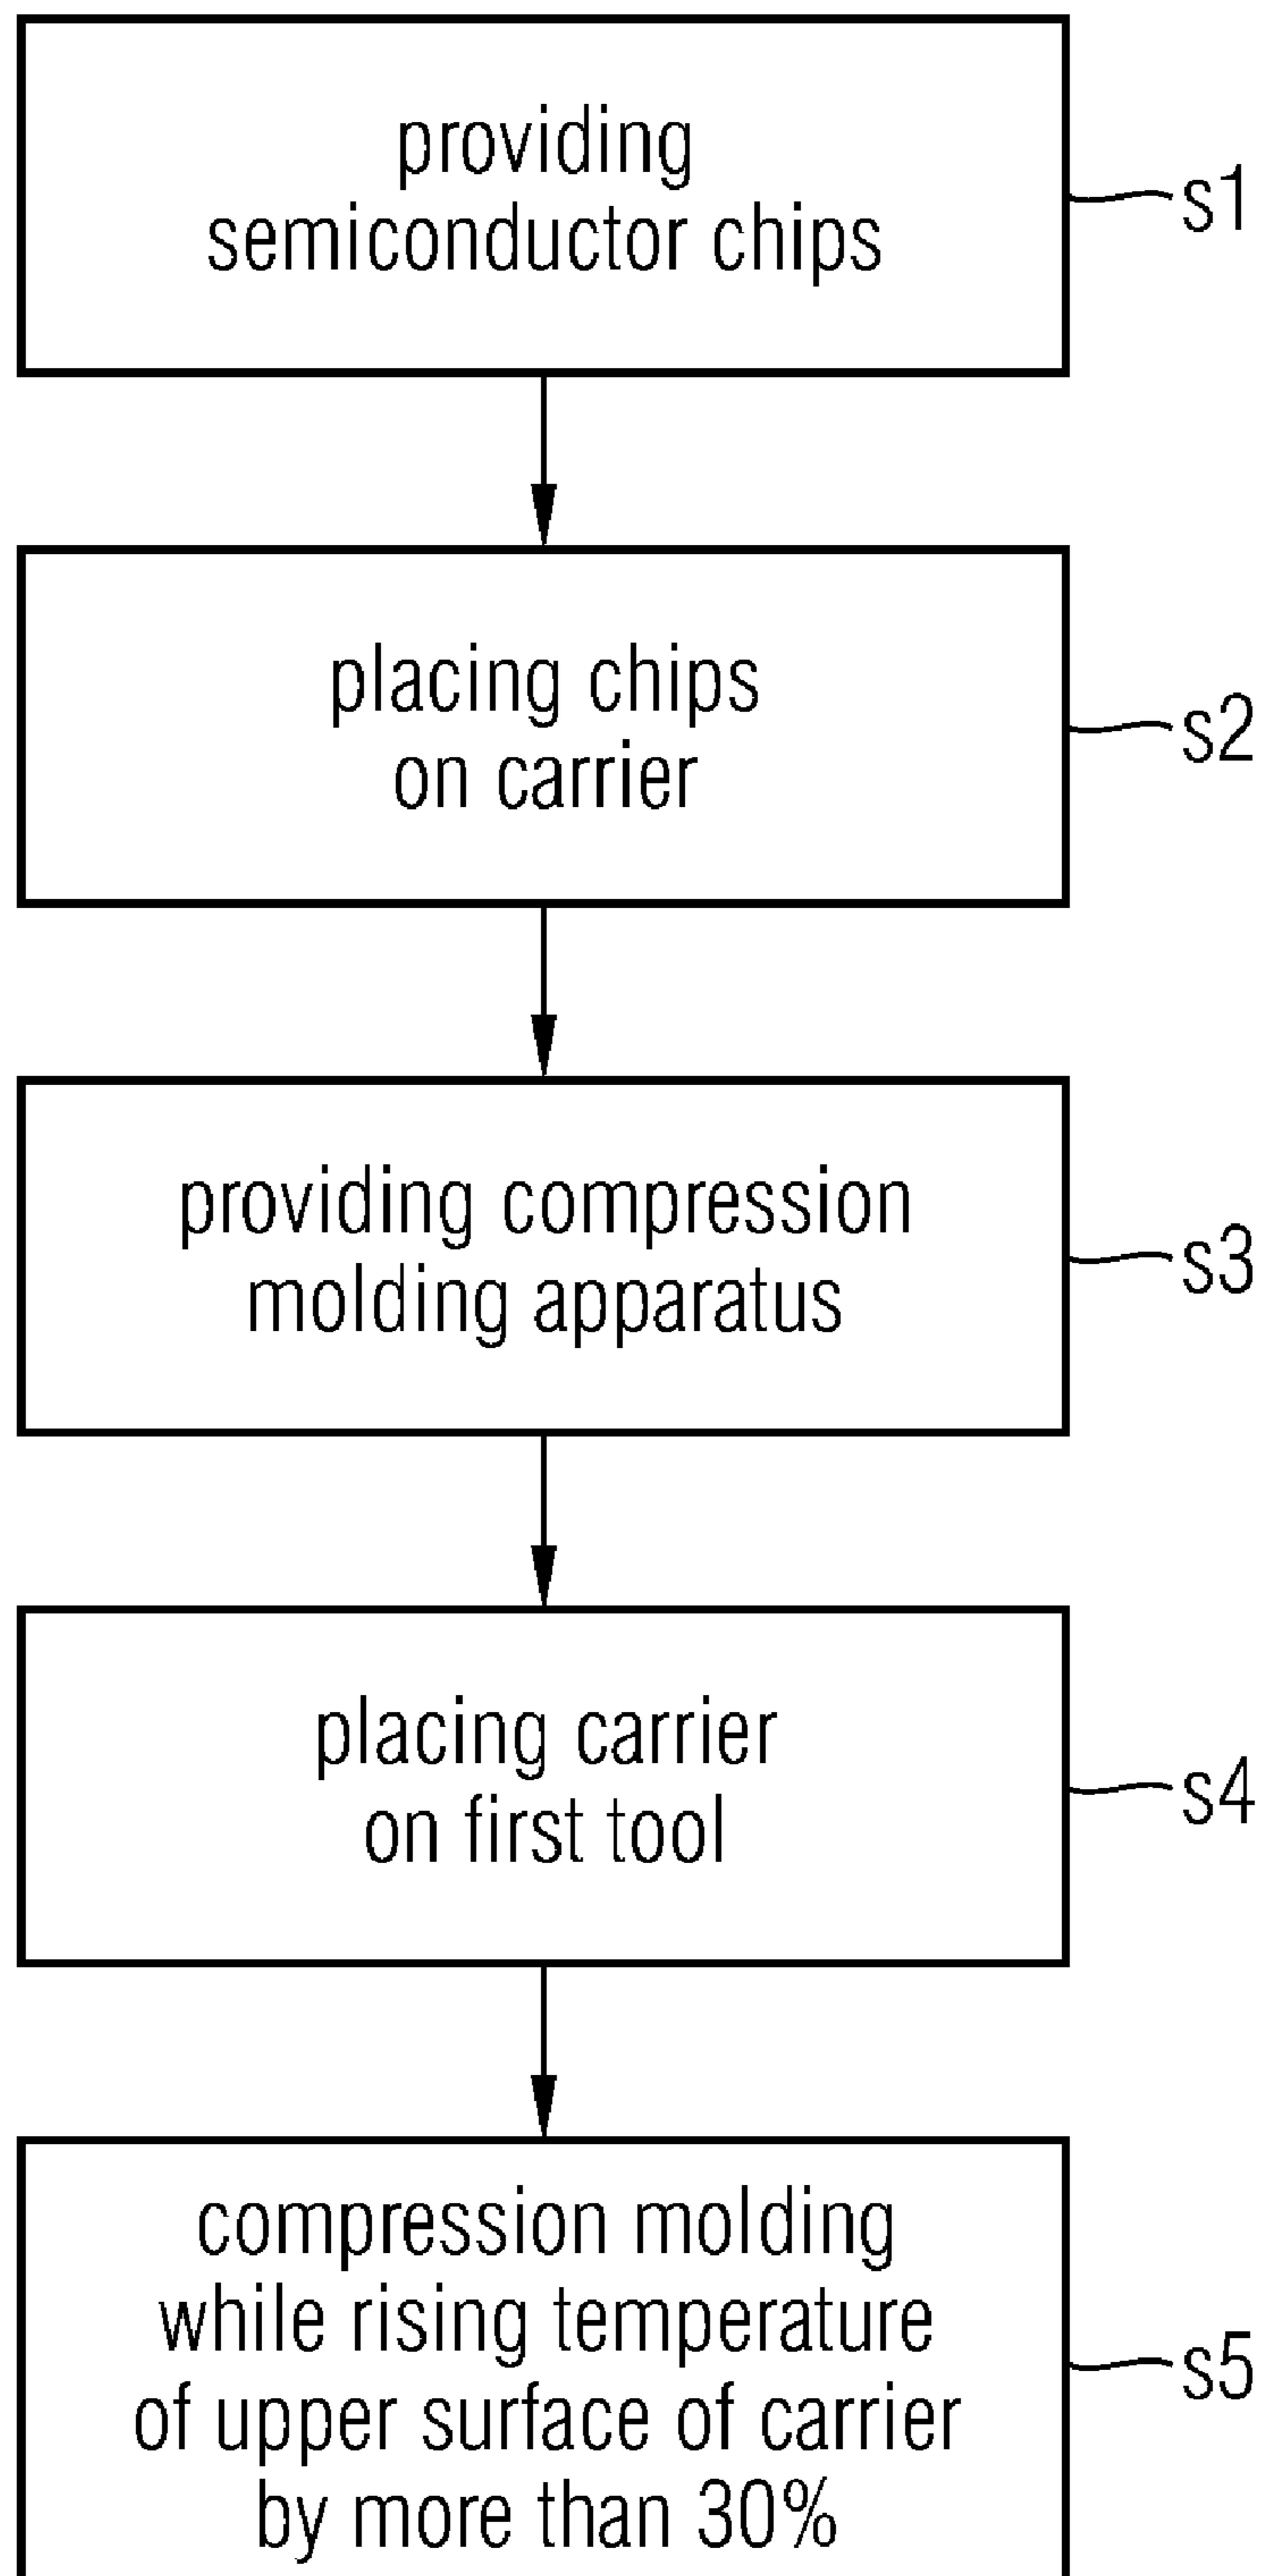 providing
semiconductor chips
s1
placing chips
on carrier
s2
providing compression
molding apparatus
s3
placing carrier
on first tool
s4
compression molding
while rising temperature
of upper surface of carrier
by more than 30%
s5